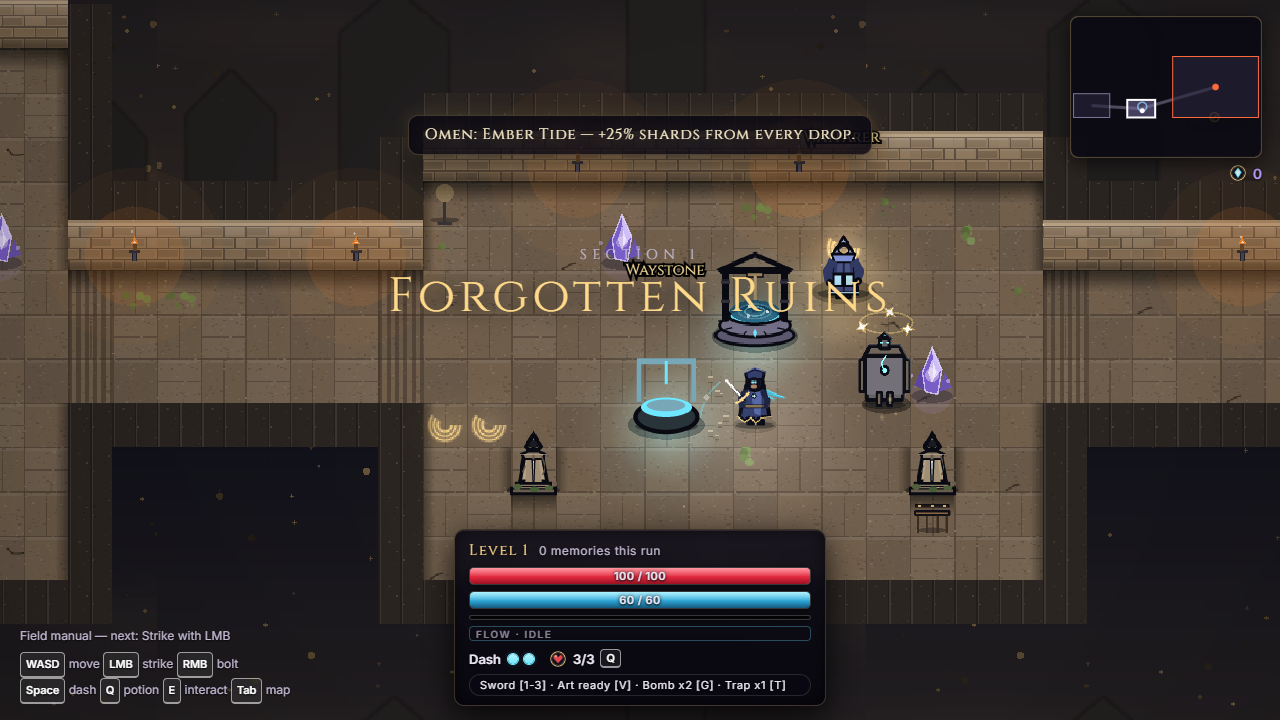 Omen: Ember Tide — +25% shards from every drop.
0
Section 1
Waystone
Forgotten Ruins
Level 1 0 memories this run
100 / 100
60 / 60
FLOW · IDLE
Dash 3/3 Q
Sword [1-3] · Art ready [V] · Bomb x2 [G] · Trap x1 [T]
Field manual — next: Strike with LMB
WASD move LMB strike RMB bolt
Space dash Q potion E interact Tab map